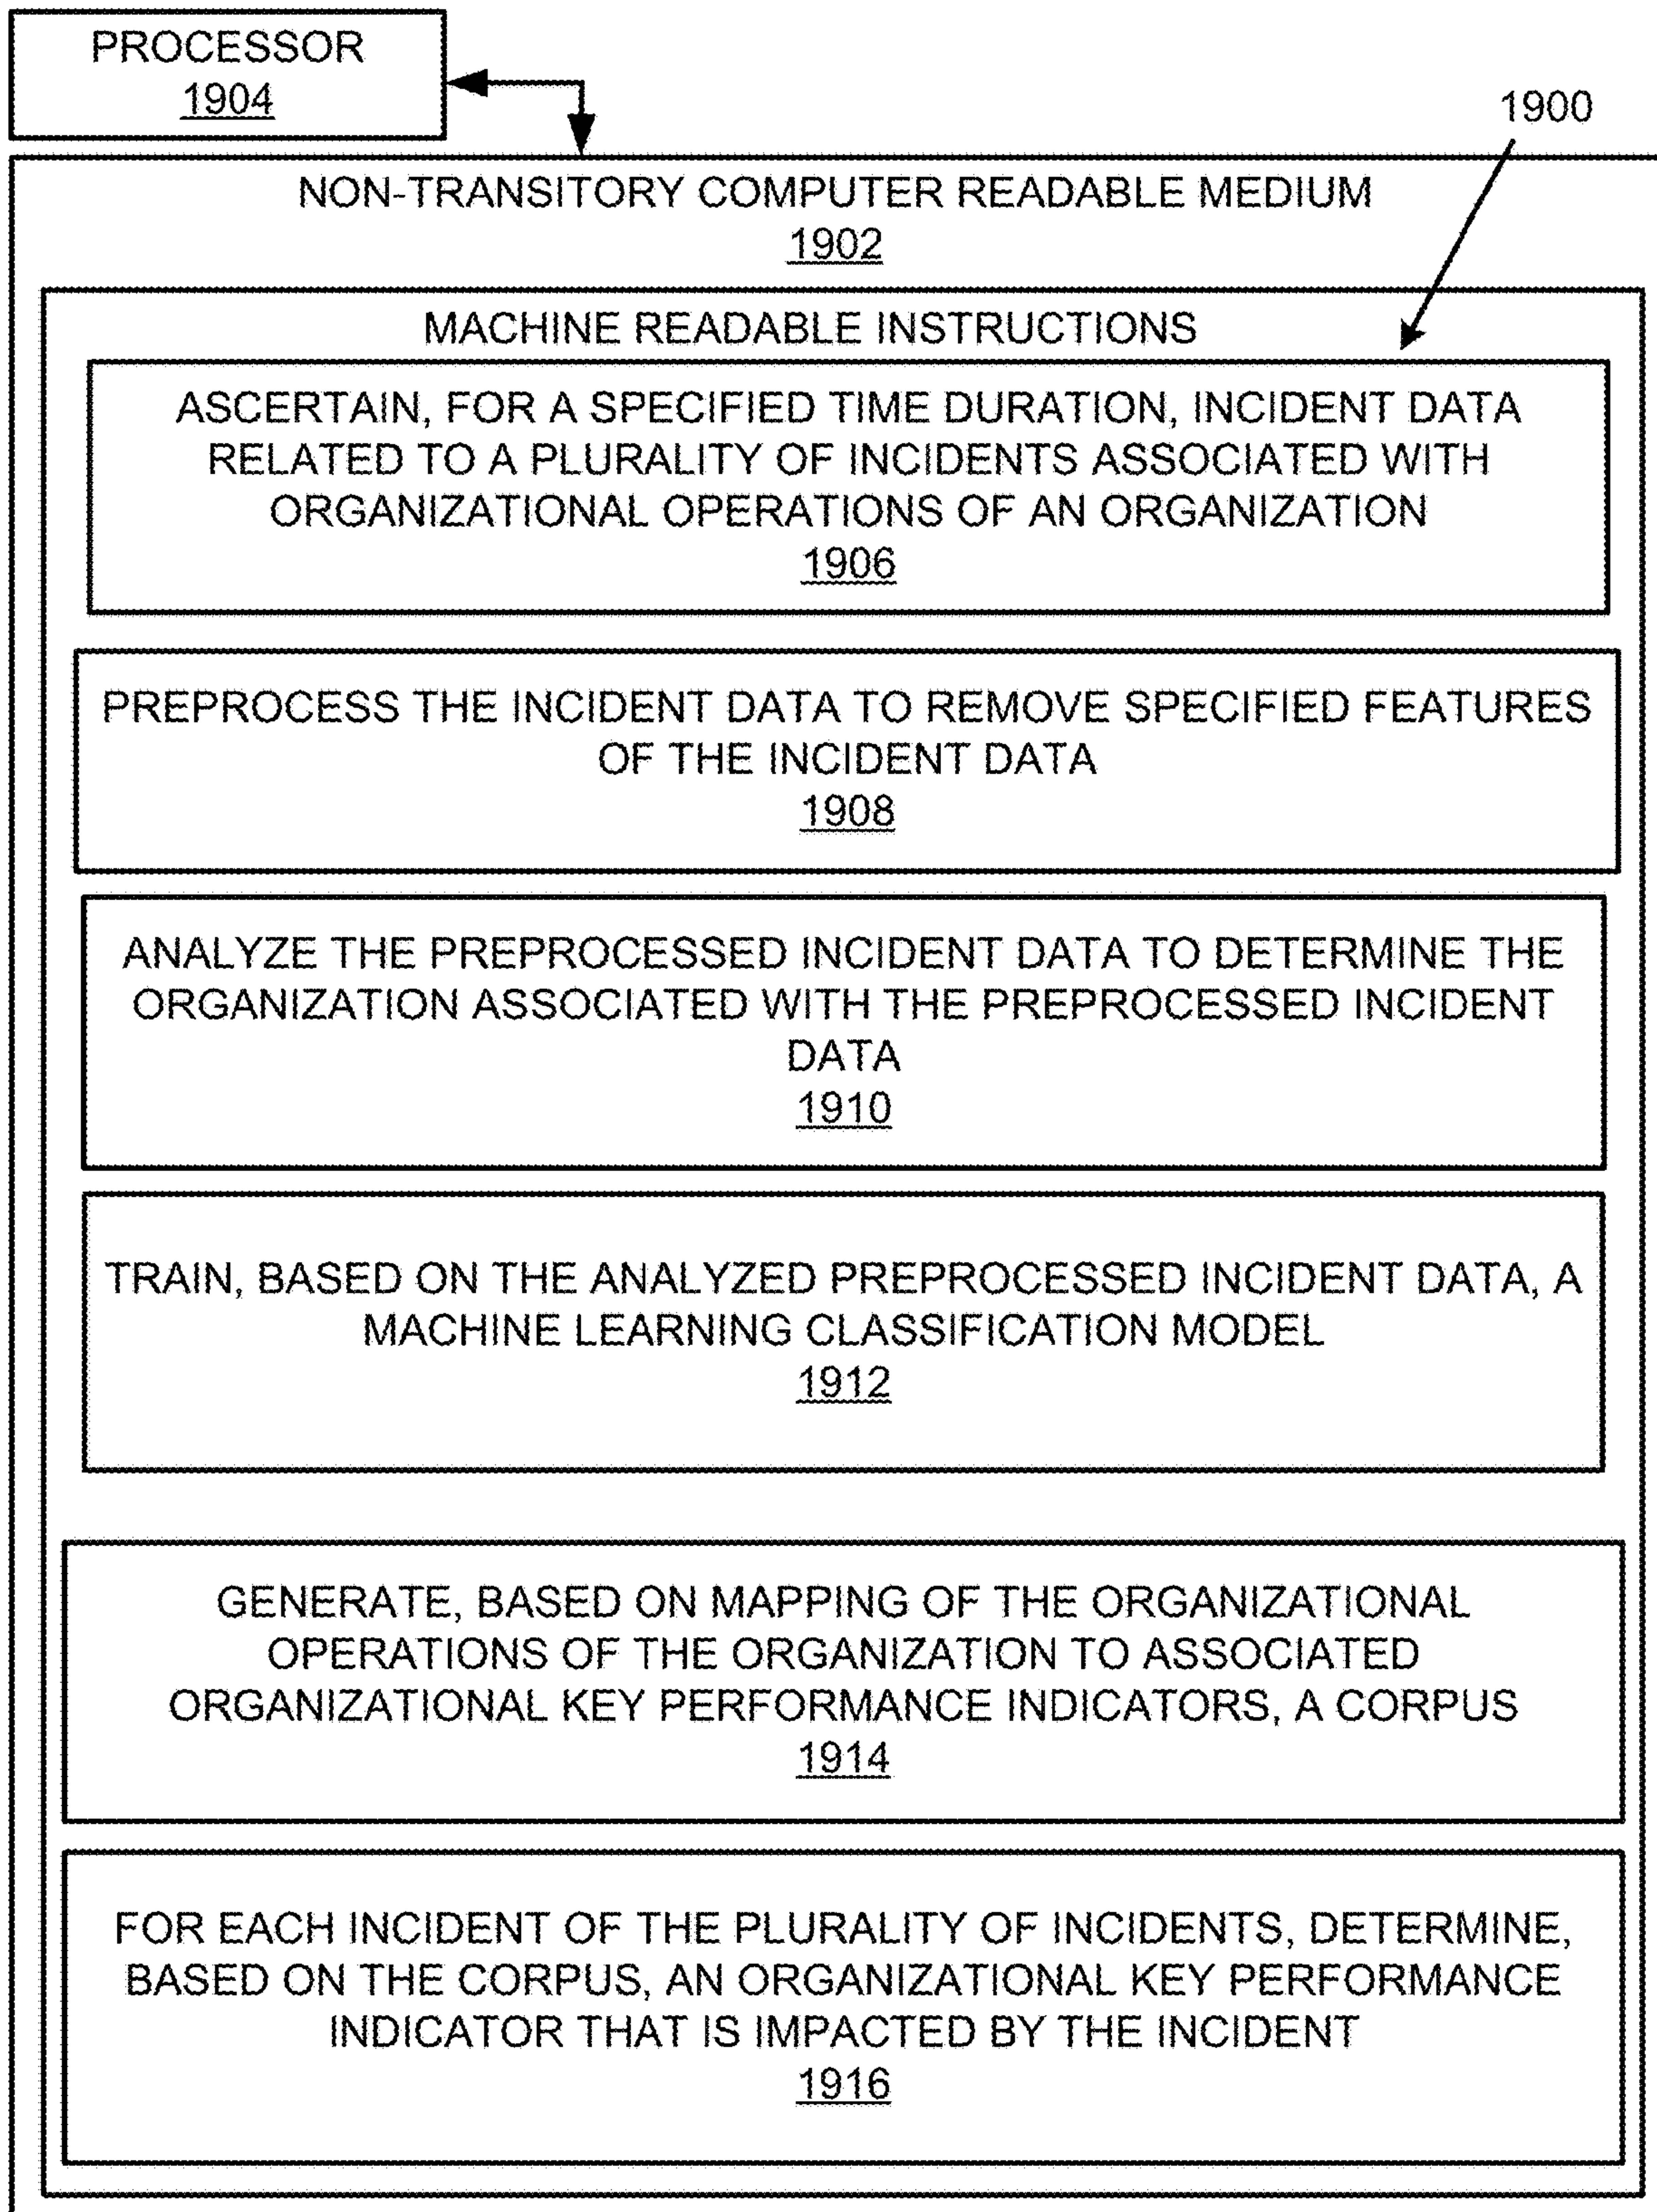 PROCESSOR
1904
1900
NON-TRANSITORY COMPUTER READABLE MEDIUM
1902
MACHINE READABLE INSTRUCTIONS
ASCERTAIN, FOR A SPECIFIED TIME DURATION, INCIDENT DATA
RELATED TO A PLURALITY OF INCIDENTS ASSOCIATED WITH
ORGANIZATIONAL OPERATIONS OF AN ORGANIZATION
1906
PREPROCESS THE INCIDENT DATA TO REMOVE SPECIFIED FEATURES
OF THE INCIDENT DATA
1908
ANALYZE THE PREPROCESSED INCIDENT DATA TO DETERMINE THE
ORGANIZATION ASSOCIATED WITH THE PREPROCESSED INCIDENT
DATA
1910
TRAIN, BASED ON THE ANALYZED PREPROCESSED INCIDENT DATA, A
MACHINE LEARNING CLASSIFICATION MODEL
1912
GENERATE, BASED ON MAPPING OF THE ORGANIZATIONAL
OPERATIONS OF THE ORGANIZATION TO ASSOCIATED
ORGANIZATIONAL KEY PERFORMANCE INDICATORS, A CORPUS
1914
FOR EACH INCIDENT OF THE PLURALITY OF INCIDENTS, DETERMINE,
BASED ON THE CORPUS, AN ORGANIZATIONAL KEY PERFORMANCE
INDICATOR THAT IS IMPACTED BY THE INCIDENT
1916